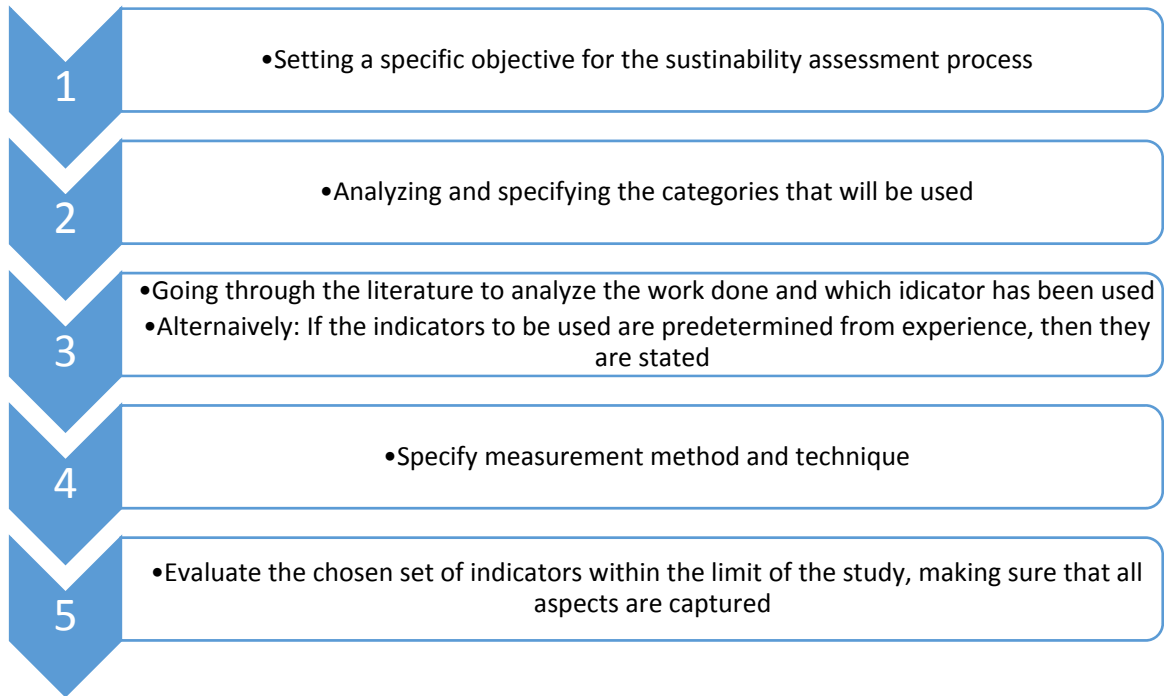 1
•Setting a specific objective for the sustinability assessment process
2
•Analyzing and specifying the categories that will be used
3
•Going through the literature to analyze the work done and which idicator has been used
•Alternaively: If the indicators to be used are predetermined from experience, then they
are stated
4
•Specify measurement method and technique
5
•Evaluate the chosen set of indicators within the limit of the study, making sure that all
aspects are captured